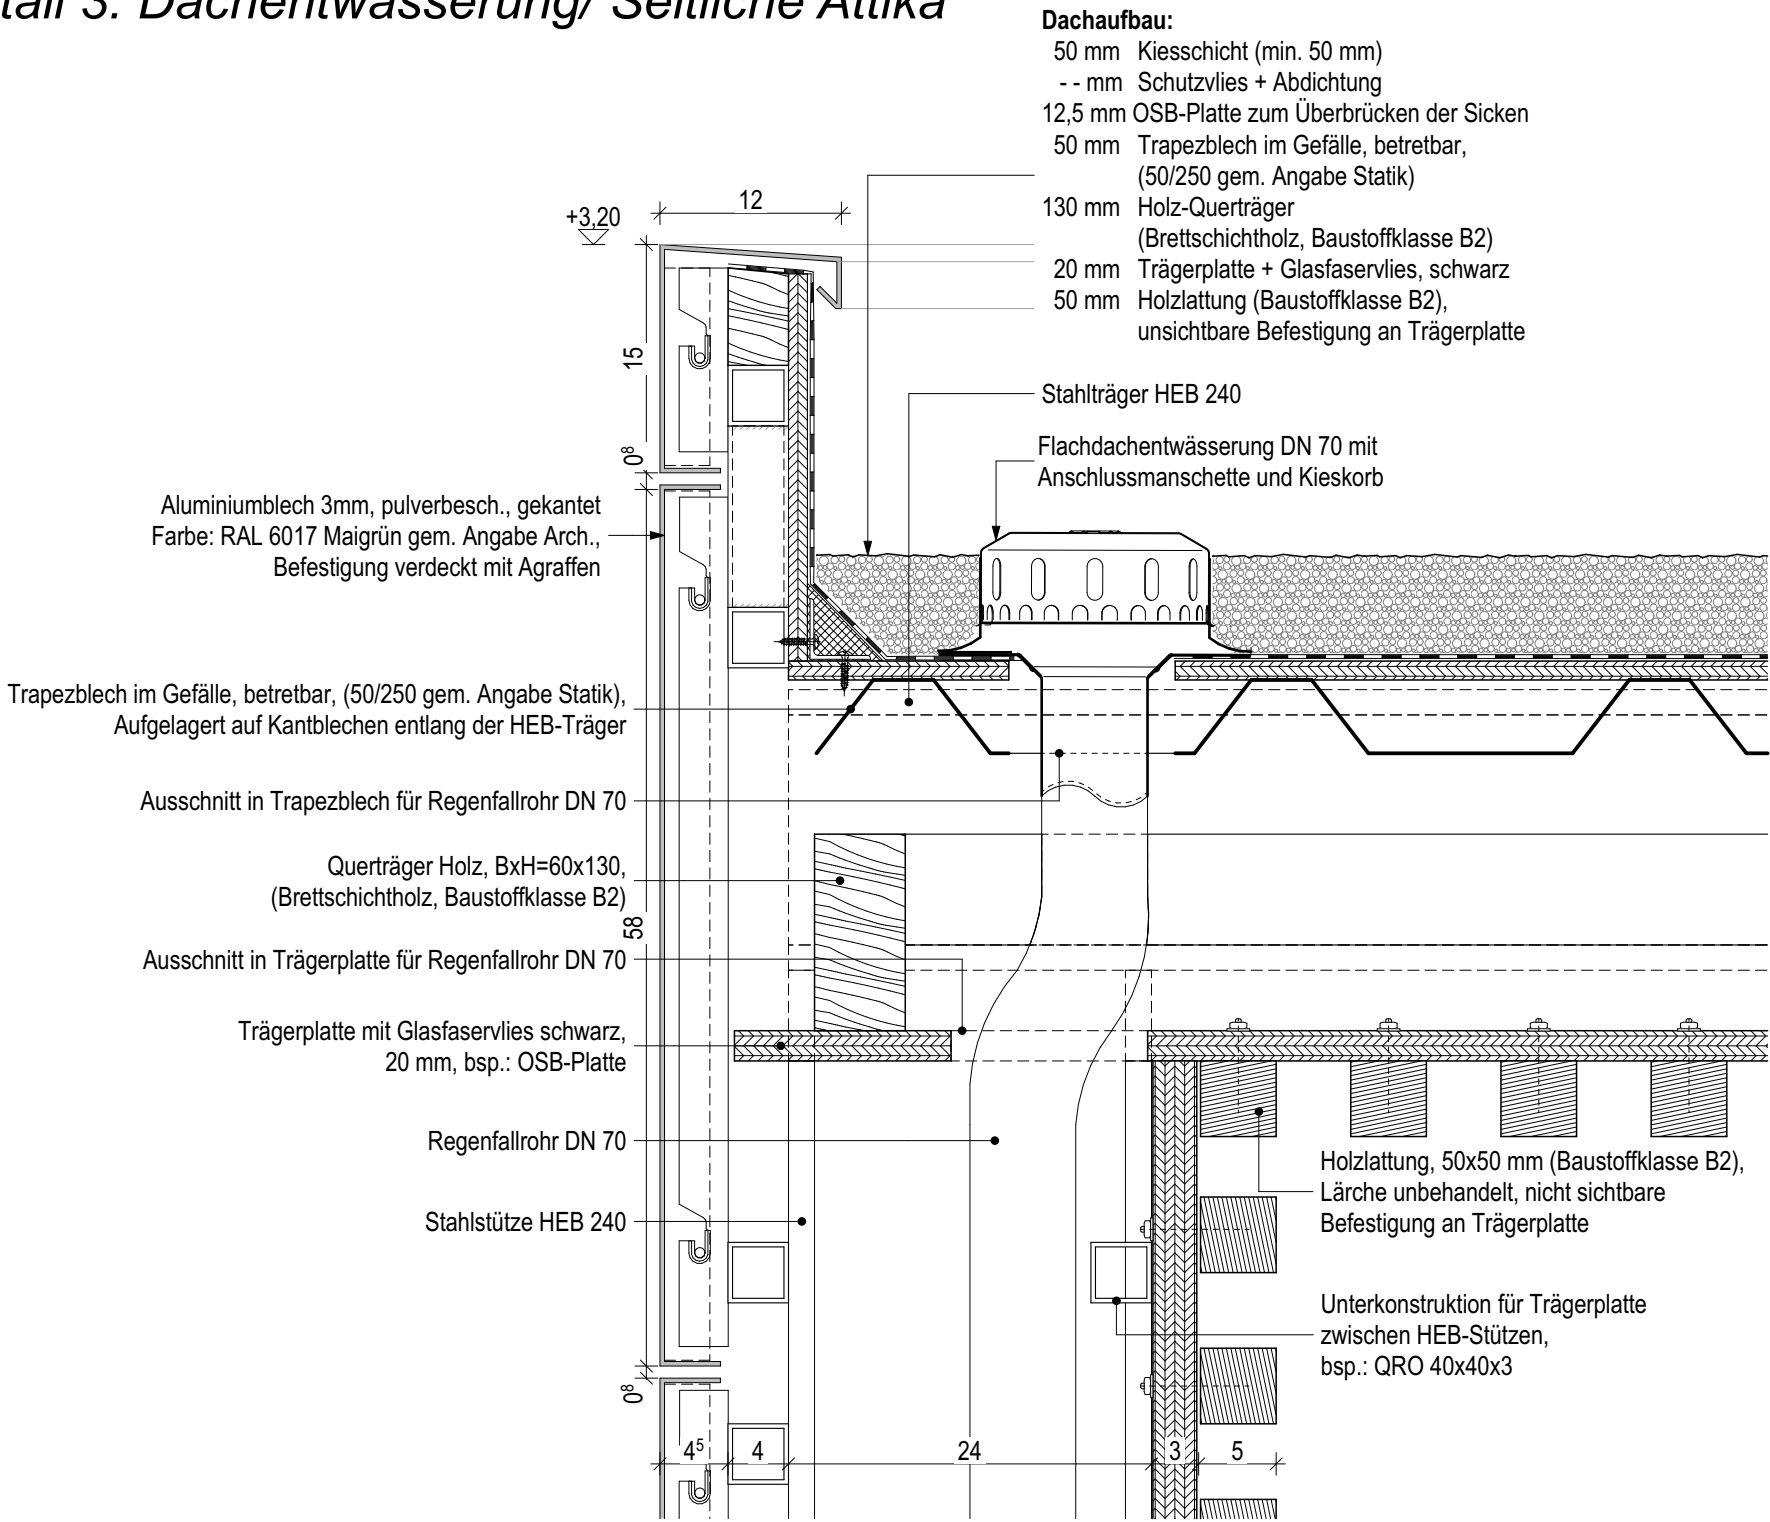 tail 3: Dachentwässerung/ Seitliche Attika
Dachaufbau:
50 mm Kiesschicht (min. 50 mm)
- - mm Schutzvlies + Abdichtung
12,5 mm OSB-Platte zum Überbrücken der Sicken
50 mm Trapezblech im Gefälle, betretbar,
(50/250 gem. Angabe Statik)
130 mm Holz-Querträger
(Brettschichtholz, Baustoffklasse B2)
20 mm Trägerplatte + Glasfaservlies, schwarz
50 mm Holzlattung (Baustoffklasse B2),
unsichtbare Befestigung an Trägerplatte
12
+3,20
15
0⁸
Stahlträger HEB 240
Flachdachentwässerung DN 70 mit
Anschlussmanschette und Kieskorb
Aluminiumblech 3mm, pulverbesch., gekantet
Farbe: RAL 6017 Maigrün gem. Angabe Arch.,
Befestigung verdeckt mit Agraffen
Trapezblech im Gefälle, betretbar, (50/250 gem. Angabe Statik),
Aufgelagert auf Kantblechen entlang der HEB-Träger
Ausschnitt in Trapezblech für Regenfallrohr DN 70
Querträger Holz, BxH=60x130,
(Brettschichtholz, Baustoffklasse B2)
58
Ausschnitt in Trägerplatte für Regenfallrohr DN 70
Trägerplatte mit Glasfaservlies schwarz,
20 mm, bsp.: OSB-Platte
Regenfallrohr DN 70
Stahlstütze HEB 240
Holzlattung, 50x50 mm (Baustoffklasse B2),
Lärche unbehandelt, nicht sichtbare
Befestigung an Trägerplatte
Unterkonstruktion für Trägerplatte
zwischen HEB-Stützen,
bsp.: QRO 40x40x3
0⁸
4⁵ 4 24 3 5